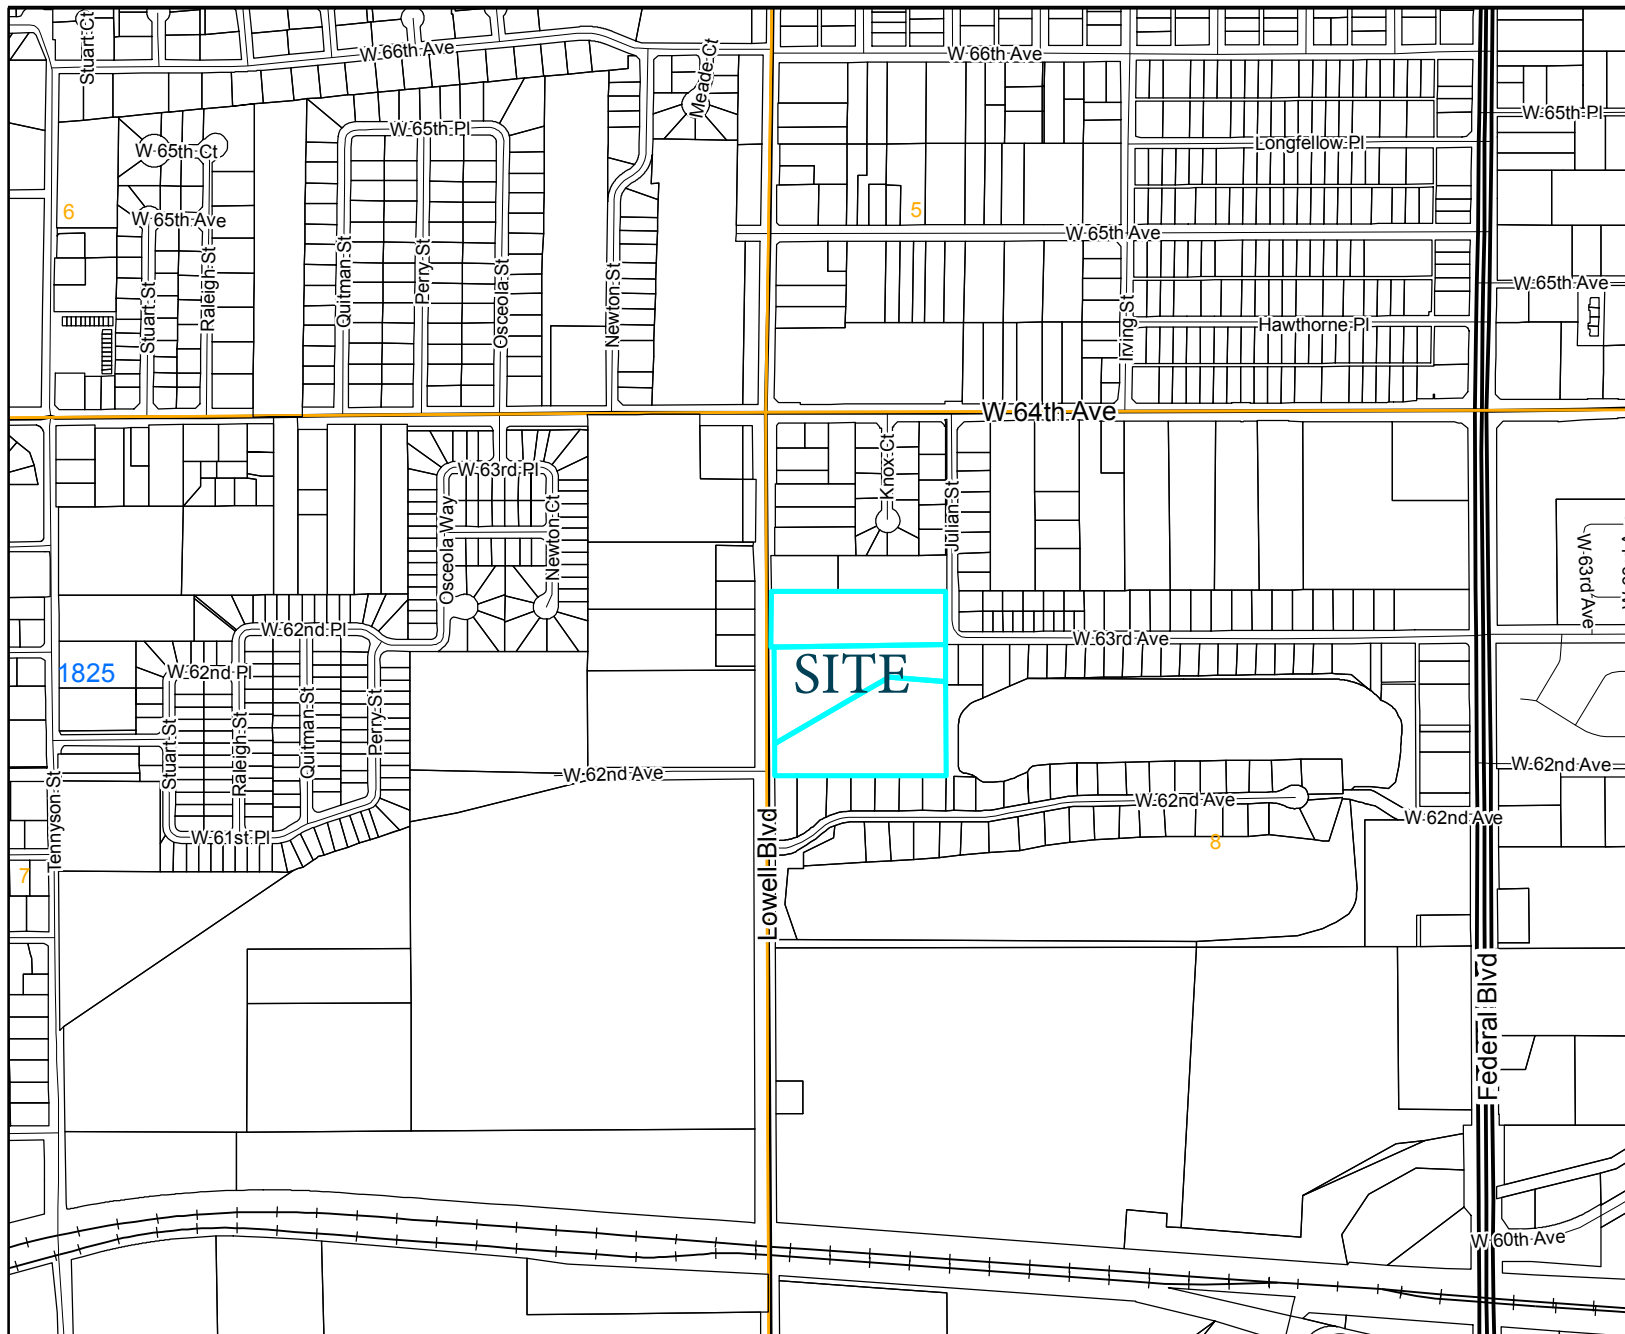 Stuart Ct
W 66th Ave
Meade Ct
W 66th Ave
W 65th Pl
W 65th Pl
Longfellow Pl
W 65th Ct
6
W 65th Ave
5
W 65th Ave
Stuart St
Raleigh St
Quitman St
Perry St
Osceola St
Newton St
W 65th Ave
Irving St
Hawthorne Pl
W 64th Ave
W 63rd Pl
Knox Ct
Julian St
Osceola Way
Newton Ct
W 63rd Ave
W 62nd Pl
W 63rd Ave
1825
W 62nd Pl
SITE
Stuart St
Raleigh St
Quitman St
Perry St
W 62nd Ave
W 62nd Ave
W 62nd Ave
W 62nd Ave
Tennyson St
W 61st Pl
Lowell Blvd
8
7
Federal Blvd
W 60th Ave